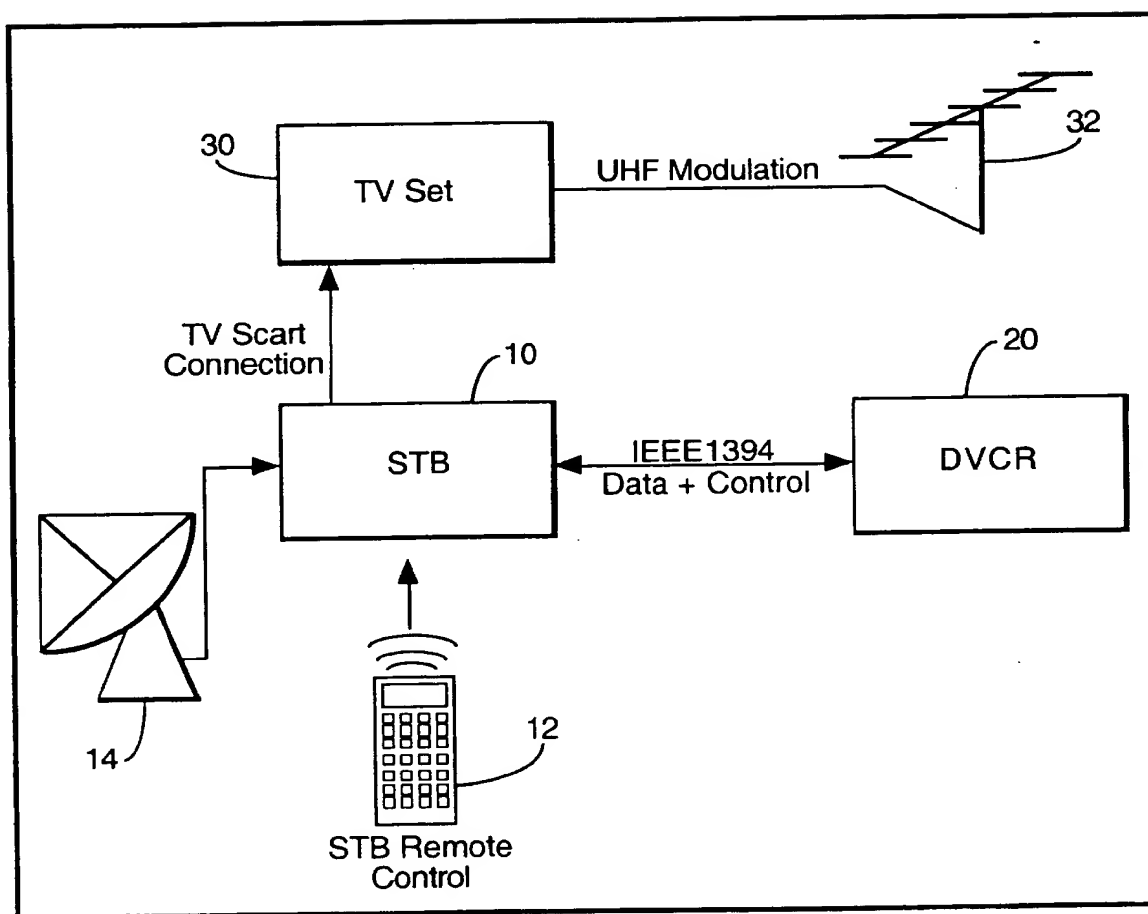 30
TV Set
UHF Modulation
32
TV Scart
Connection
10
STB
IEEE1394
Data + Control
20
DVCR
14
12
STB Remote
Control